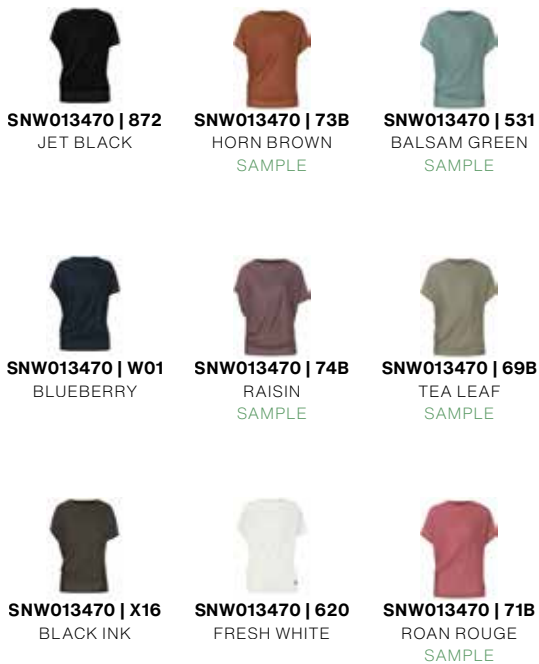 SNW013470 | 872
JET BLACK
SNW013470 | 73B
HORN BROWN
SAMPLE
SNW013470 | 531
BALSAM GREEN
SAMPLE
SNW013470 | W01
BLUEBERRY
SNW013470 | 74B
RAISIN
SAMPLE
SNW013470 | 69B
TEA LEAF
SAMPLE
SNW013470 | X16
BLACK INK
SNW013470 | 620
FRESH WHITE
SNW013470 | 71B
ROAN ROUGE
SAMPLE